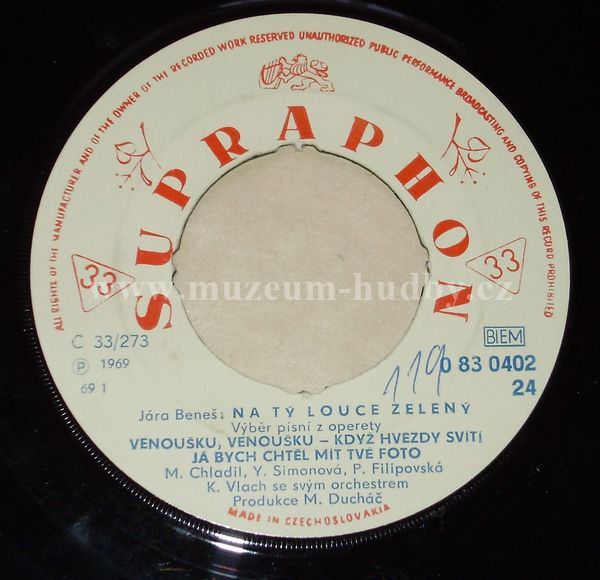 ALL RIGHTS OF THE MANUFACTURER AND OF THE OWNER OF THE RECORDED WORK RESERVED UNAUTHORIZED PUBLIC PERFORMANCE BROADCASTING AND COPYING OF THIS RECORD PROHIBITED
SUPRAPHON
33
33
www.muzeum-hudby.cz
C 33/273
BIEM
℗ 1969
119
0 83 0402
69 1
24
Jára Beneš: NA TÝ LOUCE ZELENÝ
Výběr písní z operety
VENOUŠKU, VENOUŠKU – KDYŽ HVEZDY SVÍTÍ
JÁ BYCH CHTĚL MÍT TVÉ FOTO
M. Chladil, Y. Simonová, P. Filipovská
K. Vlach se svým orchestrem
Produkce M. Ducháč
MADE IN CZECHOSLOVAKIA